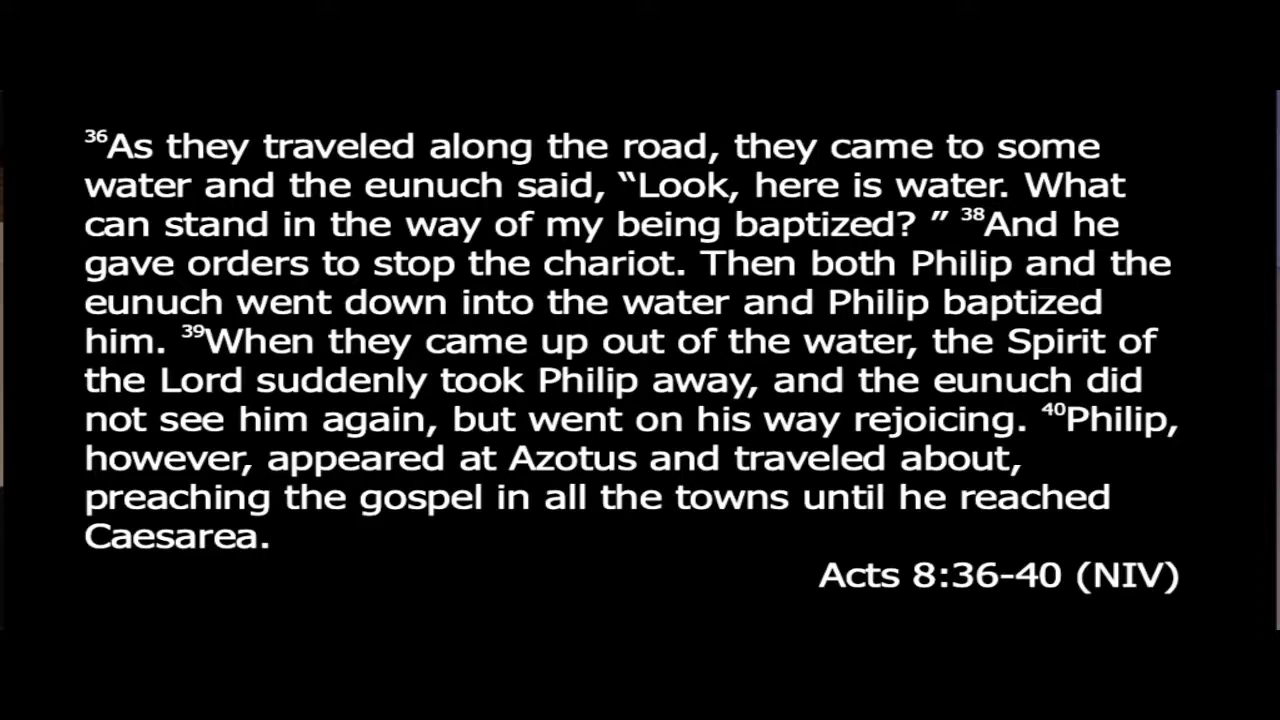 ³⁶As they traveled along the road, they came to some
water and the eunuch said, “Look, here is water. What
can stand in the way of my being baptized? ” ³⁸And he
gave orders to stop the chariot. Then both Philip and the
eunuch went down into the water and Philip baptized
him. ³⁹When they came up out of the water, the Spirit of
the Lord suddenly took Philip away, and the eunuch did
not see him again, but went on his way rejoicing. ⁴⁰Philip,
however, appeared at Azotus and traveled about,
preaching the gospel in all the towns until he reached
Caesarea.
Acts 8:36-40 (NIV)